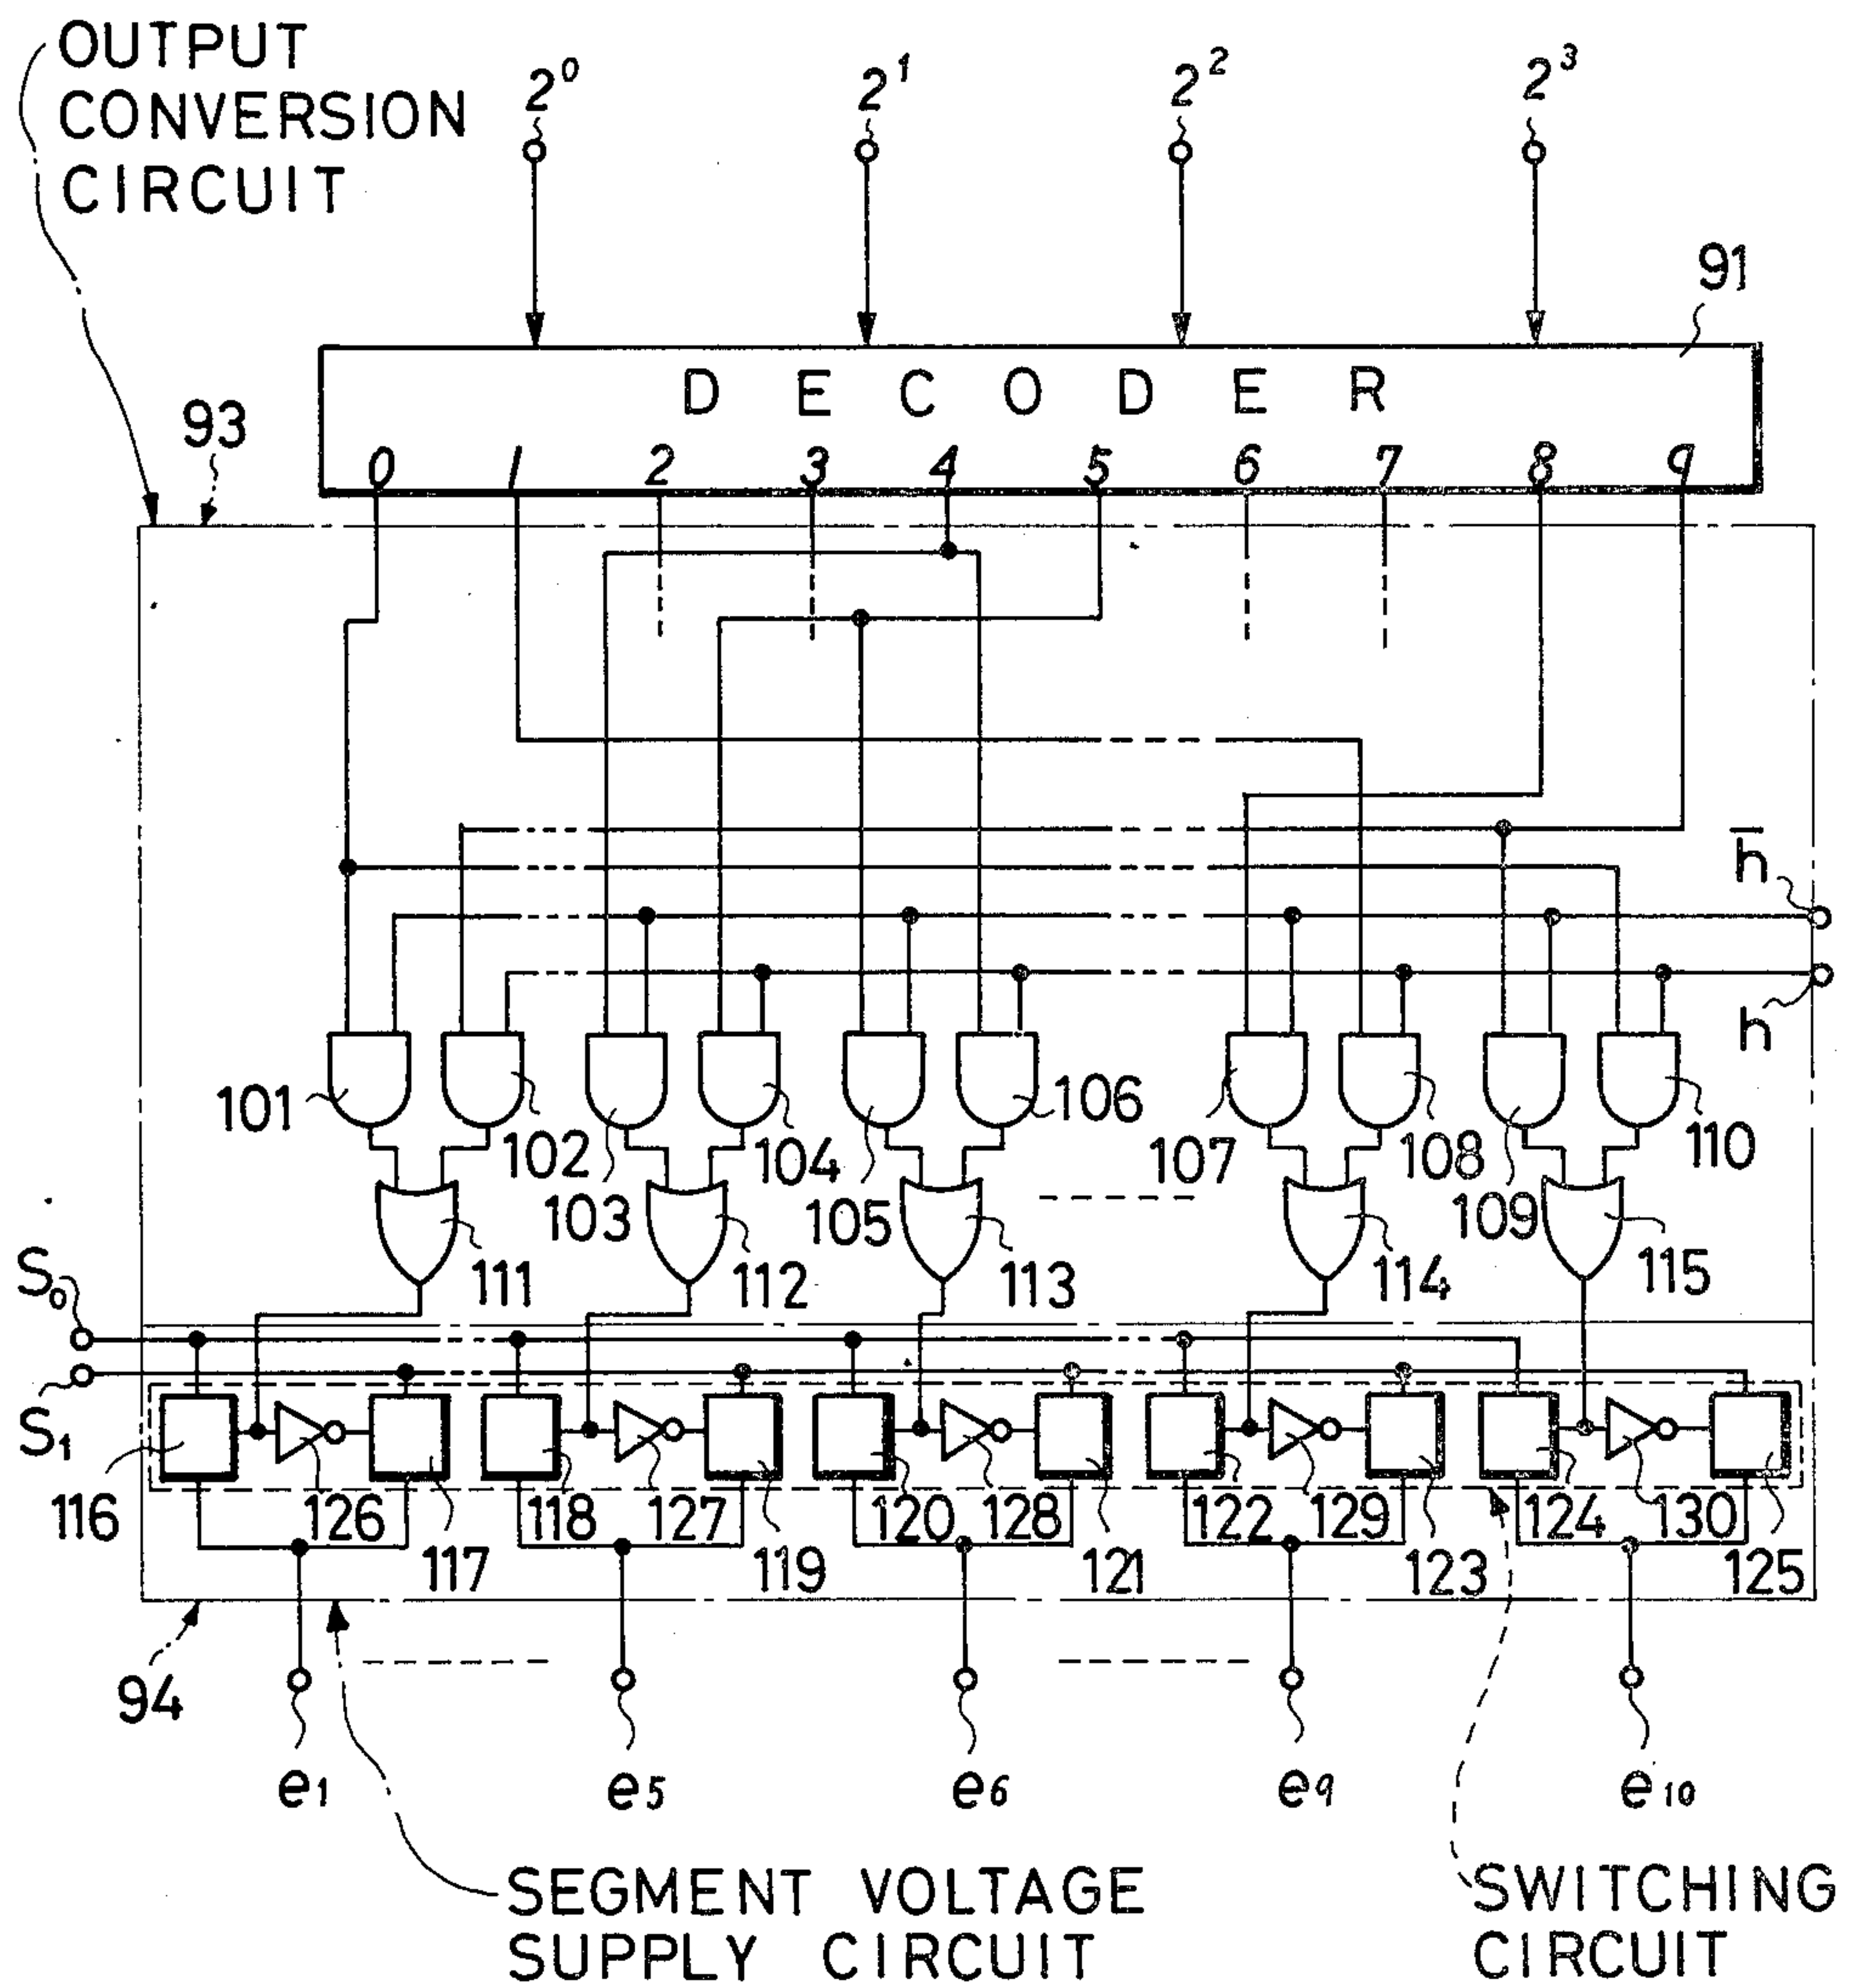 OUTPUT
CONVERSION
CIRCUIT
2⁰ 2¹ 2² 2³
91
DECODER
93
0 1 2 3 4 5 6 7 8 9
h̅
h
101 102 103 104 105 106 107 108 109 110
111 112 113 114 115
S₀
S₁
116 126 117 118 127 119 120 128 121 122 129 123 124 130 125
94
e₁ e₅ e₆ e₉ e₁₀
SEGMENT VOLTAGE
SUPPLY CIRCUIT
SWITCHING
CIRCUIT